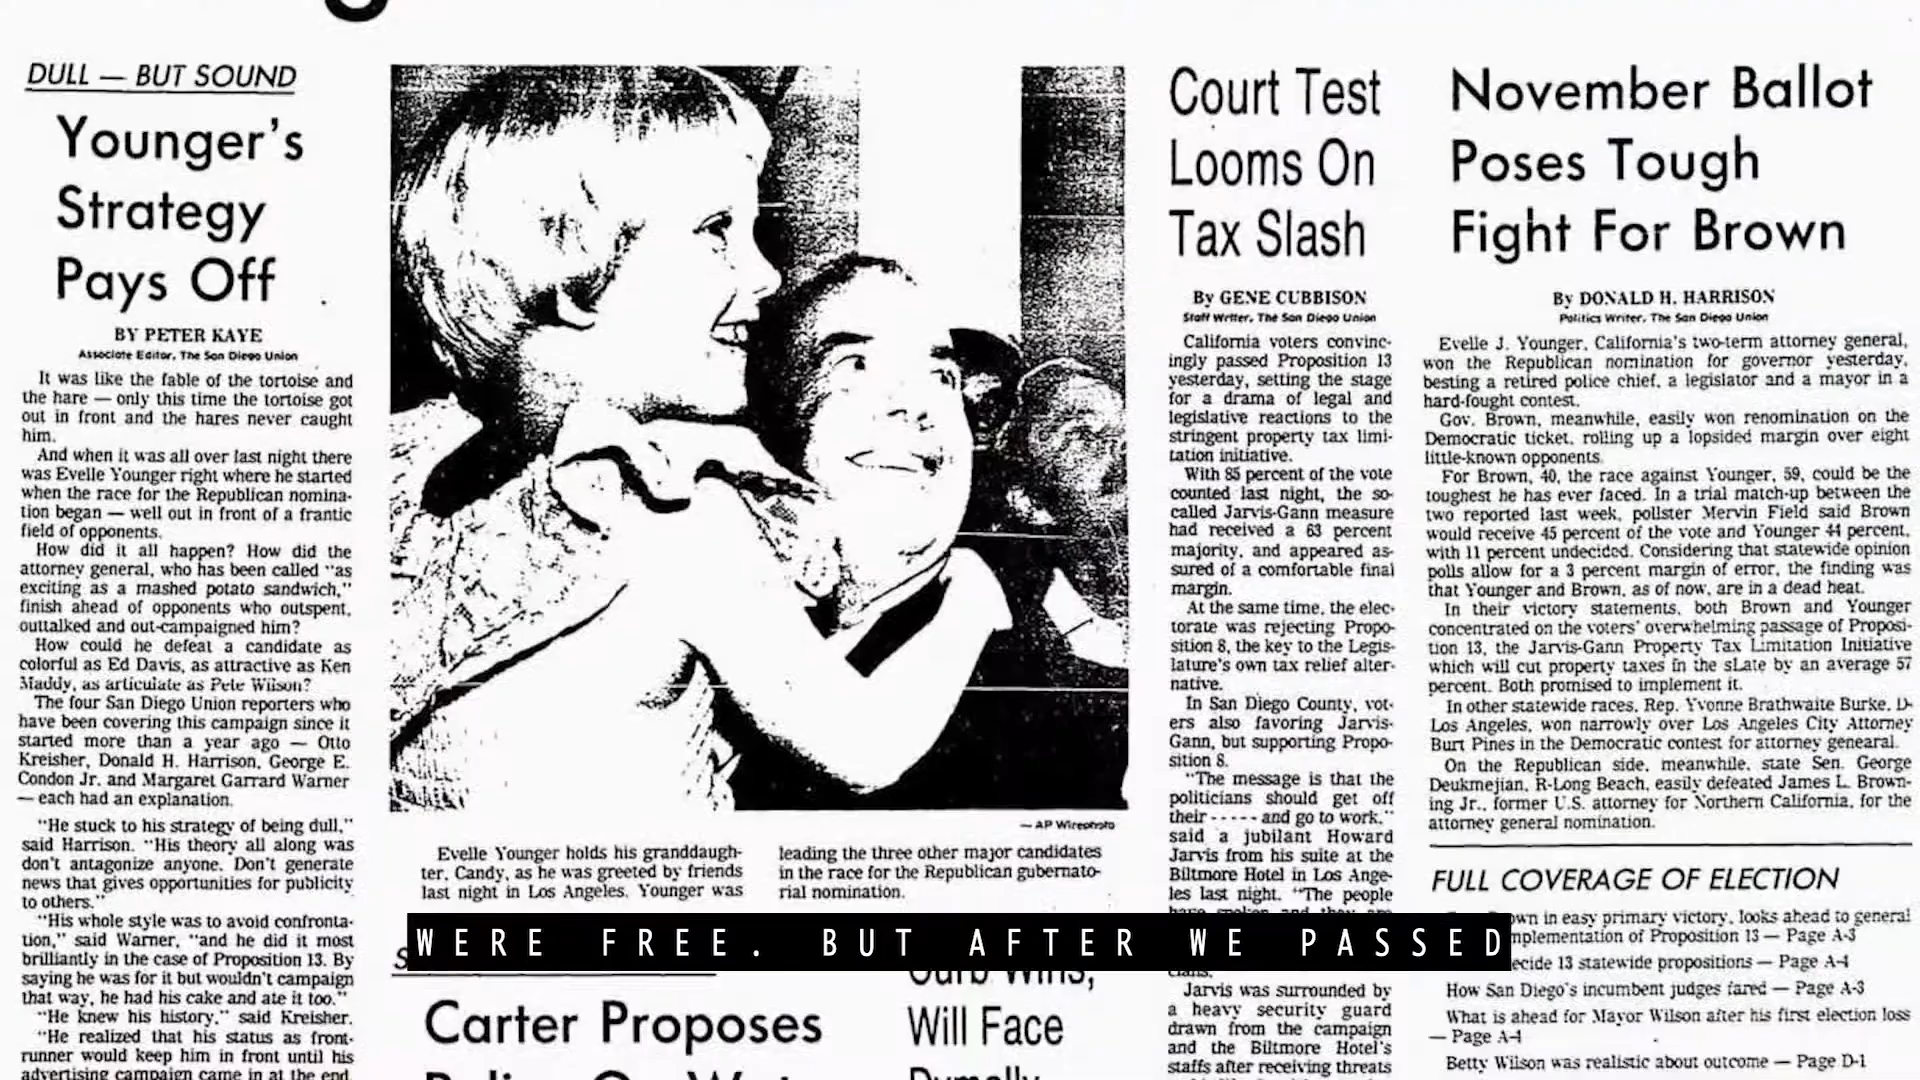 DULL — BUT SOUND
Younger's
Strategy
Pays Off
BY PETER KAYE
Associate Editor, The San Diego Union
It was like the fable of the tortoise and
the hare — only this time the tortoise got
out in front and the hares never caught
him.
And when it was all over last night there
was Evelle Younger right where he started
when the race for the Republican nomina-
tion began — well out in front of a frantic
field of opponents.
How did it all happen? How did the
attorney general, who has been called "as
exciting as a mashed potato sandwich,"
finish ahead of opponents who outspent,
outtalked and out-campaigned him?
How could he defeat a candidate as
colorful as Ed Davis, as attractive as Ken
Maddy, as articulate as Pete Wilson?
The four San Diego Union reporters who
have been covering this campaign since it
started more than a year ago — Otto
Kreisher, Donald H. Harrison, George E.
Condon Jr. and Margaret Garrard Warner
— each had an explanation.
"He stuck to his strategy of being dull,"
said Harrison. "His theory all along was
don't antagonize anyone. Don't generate
news that gives opportunities for publicity
to others."
"His whole style was to avoid confronta-
tion," said Warner, "and he did it most
brilliantly in the case of Proposition 13. By
saying he was for it but wouldn't campaign
that way, he had his cake and ate it too."
"He knew his history," said Kreisher.
"He realized that his status as front-
runner would keep him in front until his
advertising campaign came in at the end.
— AP Wirephoto
Evelle Younger holds his granddaugh-
ter, Candy, as he was greeted by friends
last night in Los Angeles. Younger was
leading the three other major candidates
in the race for the Republican gubernato-
rial nomination.
Carter Proposes
Curb Wins,
Will Face
Dymally
Court Test
Looms On
Tax Slash
By GENE CUBBISON
Staff Writer, The San Diego Union
California voters convinc-
ingly passed Proposition 13
yesterday, setting the stage
for a drama of legal and
legislative reactions to the
stringent property tax limi-
tation initiative.
With 85 percent of the vote
counted last night, the so-
called Jarvis-Gann measure
had received a 63 percent
majority, and appeared as-
sured of a comfortable final
margin.
At the same time, the elec-
torate was rejecting Propo-
sition 8, the key to the Legis-
lature's own tax relief alter-
native.
In San Diego County, vot-
ers also favoring Jarvis-
Gann, but supporting Propo-
sition 8.
"The message is that the
politicians should get off
their ----- and go to work,"
said a jubilant Howard
Jarvis from his suite at the
Biltmore Hotel in Los Ange-
les last night. "The people
have spoken and they are
Jarvis was surrounded by
a heavy security guard
drawn from the campaign
and the Biltmore Hotel's
staffs after receiving threats
November Ballot
Poses Tough
Fight For Brown
By DONALD H. HARRISON
Politics Writer, The San Diego Union
Evelle J. Younger, California's two-term attorney general,
won the Republican nomination for governor yesterday,
besting a retired police chief, a legislator and a mayor in a
hard-fought contest.
Gov. Brown, meanwhile, easily won renomination on the
Democratic ticket, rolling up a lopsided margin over eight
little-known opponents.
For Brown, 40, the race against Younger, 59, could be the
toughest he has ever faced. In a trial match-up between the
two reported last week, pollster Mervin Field said Brown
would receive 45 percent of the vote and Younger 44 percent,
with 11 percent undecided. Considering that statewide opinion
polls allow for a 3 percent margin of error, the finding was
that Younger and Brown, as of now, are in a dead heat.
In their victory statements, both Brown and Younger
concentrated on the voters' overwhelming passage of Proposi-
tion 13, the Jarvis-Gann Property Tax Limitation Initiative
which will cut property taxes in the sLate by an average 57
percent. Both promised to implement it.
In other statewide races, Rep. Yvonne Brathwaite Burke, D-
Los Angeles, won narrowly over Los Angeles City Attorney
Burt Pines in the Democratic contest for attorney genearal.
On the Republican side, meanwhile, state Sen. George
Deukmejian, R-Long Beach, easily defeated James L. Brown-
ing Jr., former U.S. attorney for Northern California, for the
attorney general nomination.
FULL COVERAGE OF ELECTION
in easy primary victory, looks ahead to general
implementation of Proposition 13 — Page A-3
decide 13 statewide propositions — Page A-4
How San Diego's incumbent judges fared — Page A-3
What is ahead for Mayor Wilson after his first election loss
— Page A-4
Betty Wilson was realistic about outcome — Page D-1
WERE FREE. BUT AFTER WE PASSED